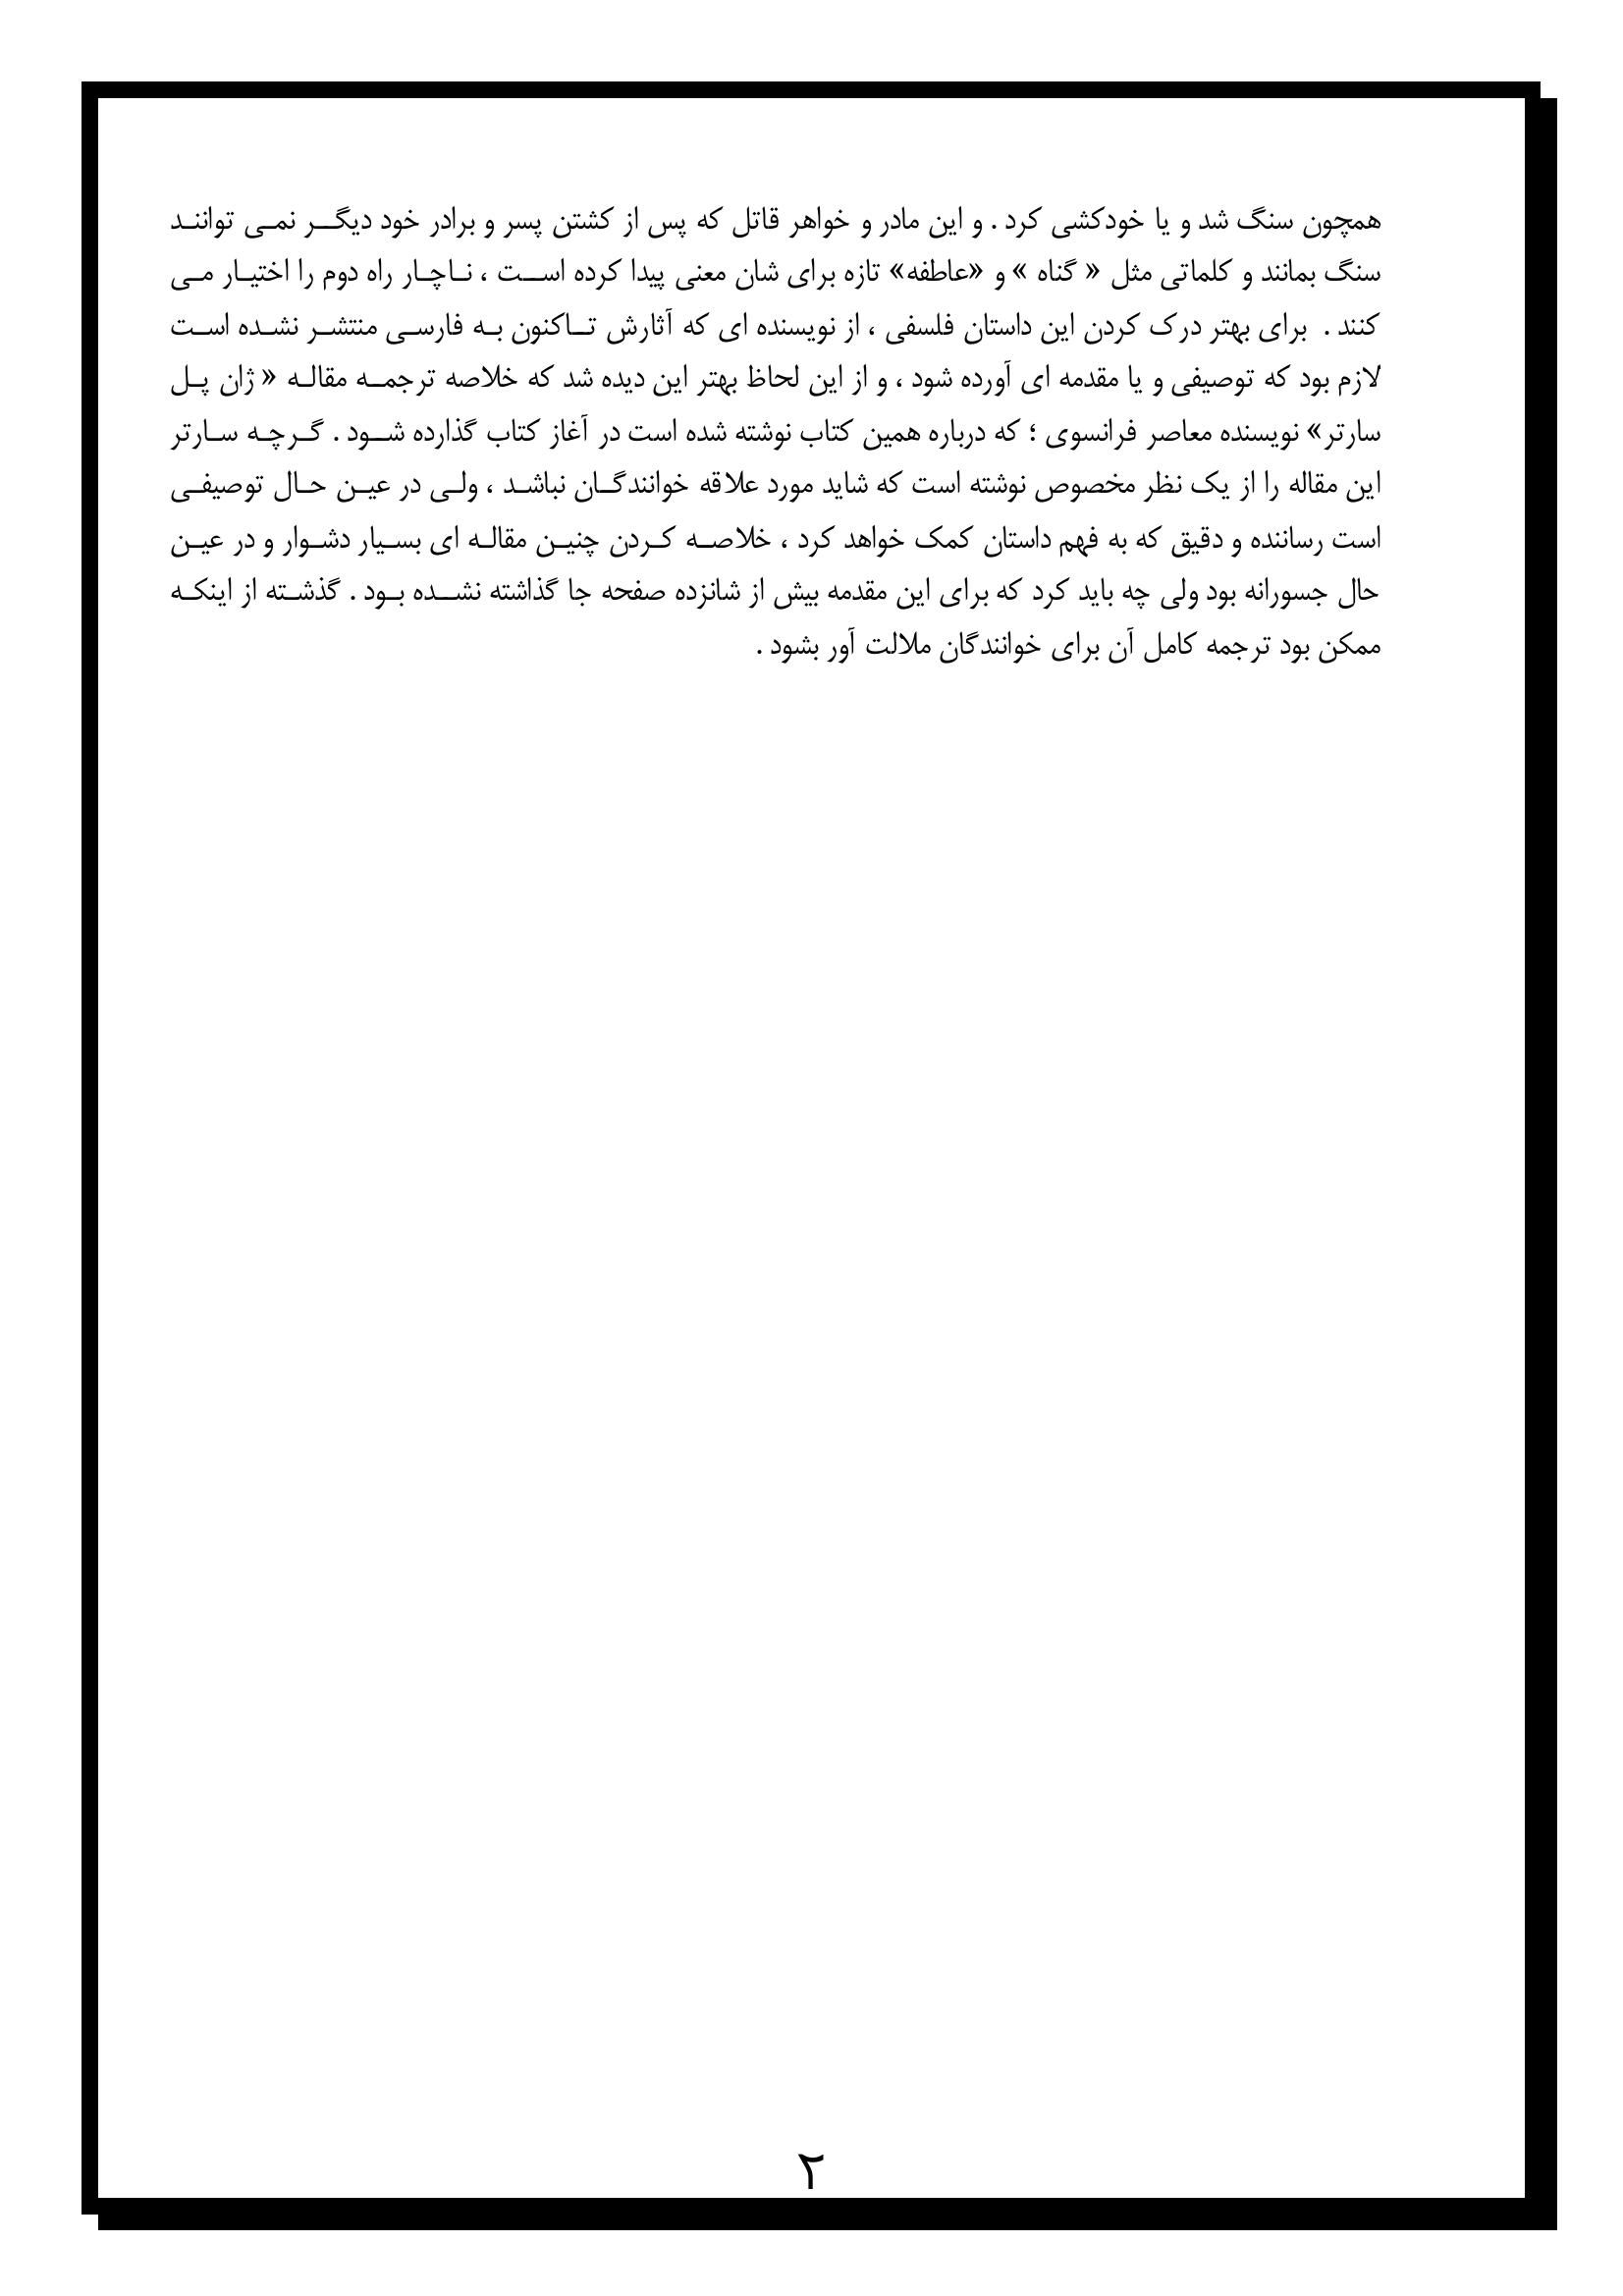 همچون سنگ شد و یا خودکشی کرد . و این مادر و خواهر قاتل که پس از کشتن پسر و برادر خود دیگر نمی توانند
سنگ بمانند و کلماتی مثل « گناه » و «عاطفه» تازه برای شان معنی پیدا کرده است ، ناچار راه دوم را اختیار می
کنند . برای بهتر درک کردن این داستان فلسفی ، از نویسنده ای که آثارش تاکنون به فارسی منتشر نشده است
لازم بود که توصیفی و یا مقدمه ای آورده شود ، و از این لحاظ بهتر این دیده شد که خلاصه ترجمه مقاله « ژان پل
سارتر» نویسنده معاصر فرانسوی ؛ که درباره همین کتاب نوشته شده است در آغاز کتاب گذارده شود . گرچه سارتر
این مقاله را از یک نظر مخصوص نوشته است که شاید مورد علاقه خوانندگان نباشد ، ولی در عین حال توصیفی
است رساننده و دقیق که به فهم داستان کمک خواهد کرد ، خلاصه کردن چنین مقاله ای بسیار دشوار و در عین
حال جسورانه بود ولی چه باید کرد که برای این مقدمه بیش از شانزده صفحه جا گذاشته نشده بود . گذشته از اینکه
ممکن بود ترجمه کامل آن برای خوانندگان ملالت آور بشود .
۲